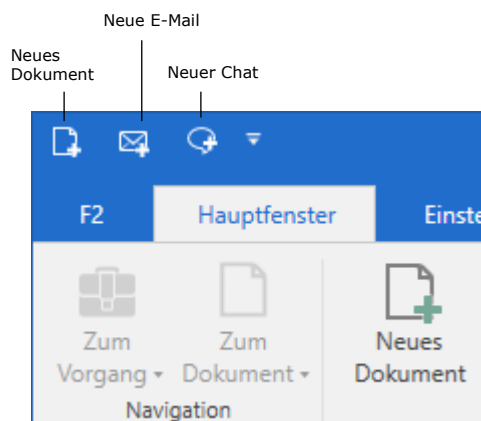 Neue E-Mail
Neues
Dokument
Neuer Chat
F2
Hauptfenster
Einste
Zum
Vorgang
Zum
Dokument
Neues
Dokument
Navigation